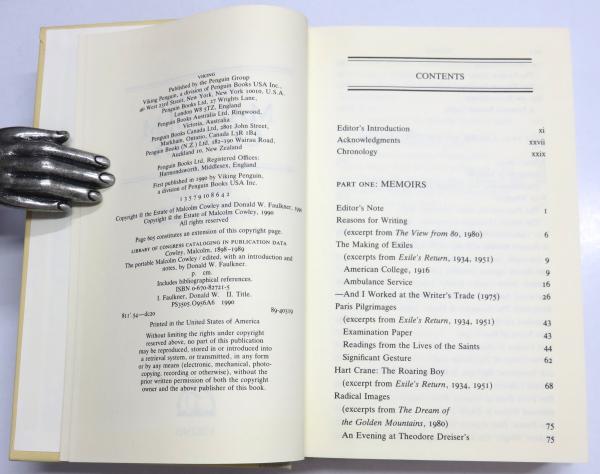 VIKING
Published by the Penguin Group
Viking Penguin, a division of Penguin Books USA Inc.,
40 West 23rd Street, New York, New York 10010, U.S.A.
Penguin Books Ltd, 27 Wrights Lane,
London W8 5TZ, England
Penguin Books Australia Ltd, Ringwood,
Victoria, Australia
Penguin Books Canada Ltd, 2801 John Street,
Markham, Ontario, Canada L3R 1B4
Penguin Books (N.Z.) Ltd, 182–190 Wairau Road,
Auckland 10, New Zealand
Penguin Books Ltd, Registered Offices:
Harmondsworth, Middlesex, England
First published in 1990 by Viking Penguin,
a division of Penguin Books USA Inc.
1 3 5 7 9 10 8 6 4 2
Copyright © the Estate of Malcolm Cowley and Donald W. Faulkner, 1990
Copyright © the Estate of Malcolm Cowley, 1990
All rights reserved
Page 605 constitutes an extension of this copyright page.
LIBRARY OF CONGRESS CATALOGING IN PUBLICATION DATA
Cowley, Malcolm, 1898–1989
The portable Malcolm Cowley / edited, with an introduction and
notes, by Donald W. Faulkner.
p. cm.
Includes bibliographical references.
ISBN 0-670-82721-5
I. Faulkner, Donald W. II. Title.
PS3505.O956A6 1990
811'.54—dc20 89-40319
Printed in the United States of America
Without limiting the rights under copyright
reserved above, no part of this publication
may be reproduced, stored in or introduced into
a retrieval system, or transmitted, in any form
or by any means (electronic, mechanical, photo-
copying, recording or otherwise), without the
prior written permission of both the copyright
owner and the above publisher of this book.
CONTENTS
Editor's Introduction xi
Acknowledgments xxvii
Chronology xxix
PART ONE: MEMOIRS
Editor's Note 1
Reasons for Writing
(excerpt from The View from 80, 1980) 6
The Making of Exiles
(excerpts from Exile's Return, 1934, 1951) 9
American College, 1916 9
Ambulance Service 16
—And I Worked at the Writer's Trade (1975) 26
Paris Pilgrimages
(excerpts from Exile's Return, 1934, 1951) 43
Examination Paper 43
Readings from the Lives of the Saints 44
Significant Gesture 62
Hart Crane: The Roaring Boy
(excerpt from Exile's Return, 1934, 1951) 68
Radical Images
(excerpts from The Dream of
the Golden Mountains, 1980) 75
An Evening at Theodore Dreiser's 75